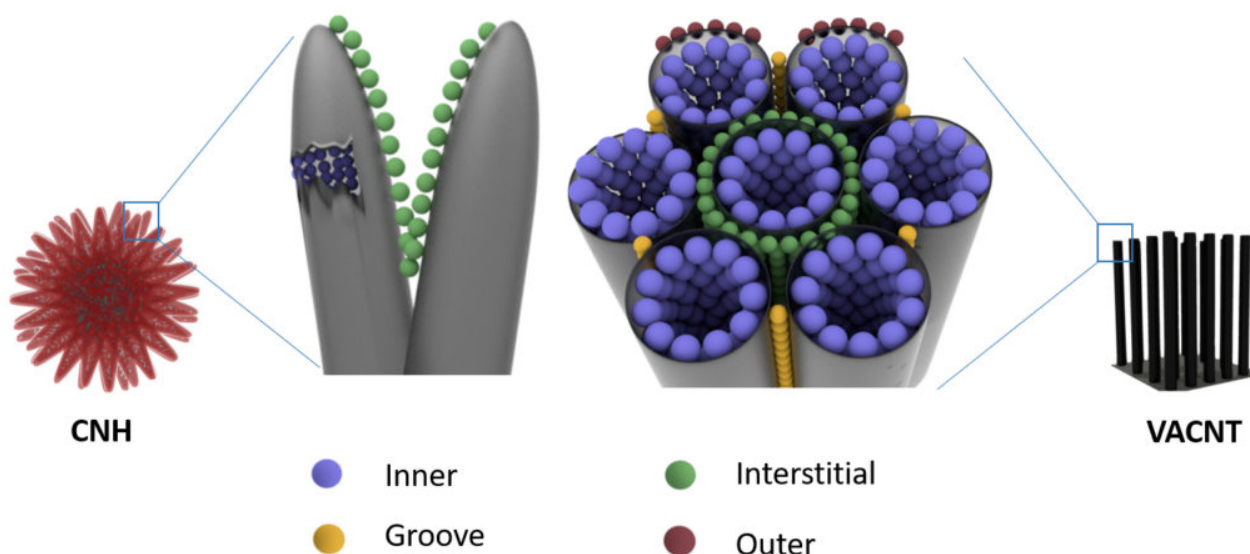 CNH
VACNT
Inner
Interstitial
Groove
Outer